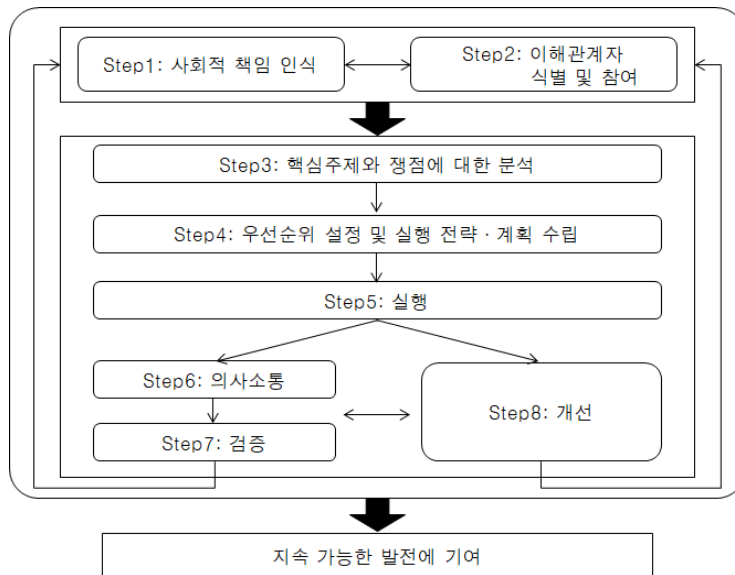 Step1: 사회적 책임 인식
Step2: 이해관계자
식별 및 참여
Step3: 핵심주제와 쟁점에 대한 분석
Step4: 우선순위 설정 및 실행 전략·계획 수립
Step5: 실행
Step6: 의사소통
Step7: 검증
Step8: 개선
지속 가능한 발전에 기여